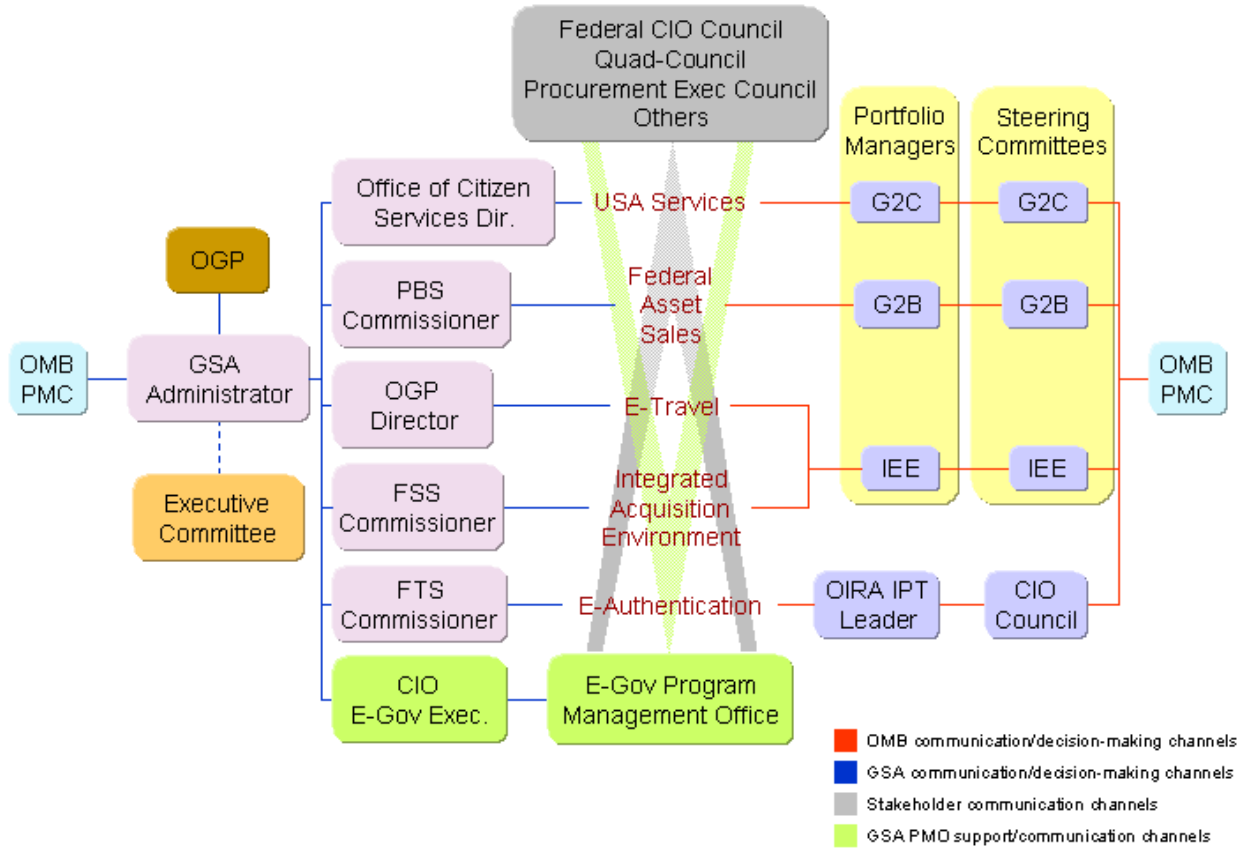 Federal CIO Council
Quad-Council
Procurement Exec Council
Others
Portfolio
Managers
Steering
Committees
Office of Citizen
Services Dir.
USA Services
G2C
G2C
OGP
PBS
Commissioner
Federal
Asset
Sales
G2B
G2B
OMB
PMC
GSA
Administrator
OMB
PMC
OGP
Director
E-Travel
IEE
IEE
Executive
Committee
FSS
Commissioner
Integrated
Acquisition
Environment
FTS
Commissioner
E-Authentication
OIRA IPT
Leader
CIO
Council
CIO
E-Gov Exec.
E-Gov Program
Management Office
OMB communication/decision-making channels
GSA communication/decision-making channels
Stakeholder communication channels
GSA PMO support/communication channels